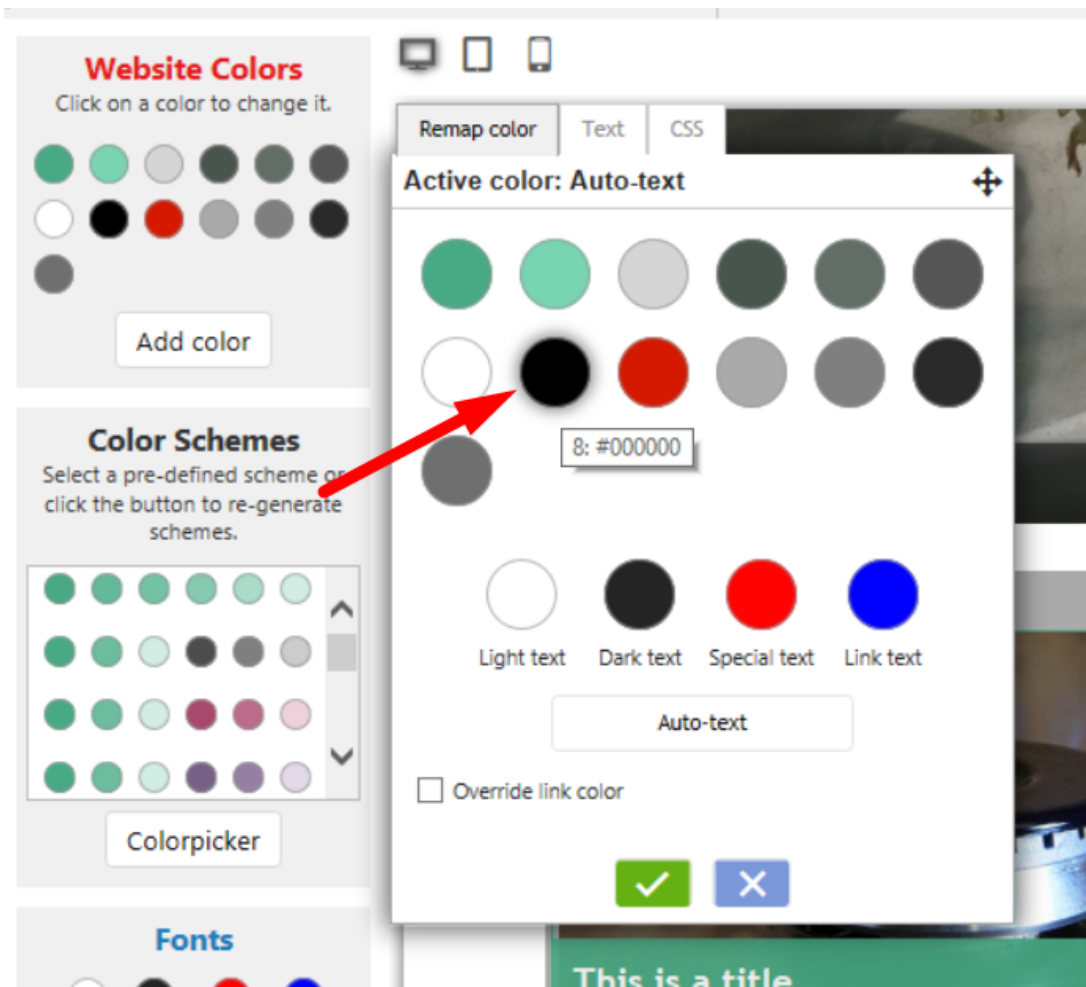 Website Colors
Click on a color to change it.
Add color
Color Schemes
Select a pre-defined scheme or
click the button to re-generate
schemes.
Colorpicker
Fonts
Remap color
Text
CSS
Active color: Auto-text
8: #000000
Light text
Dark text
Special text
Link text
Auto-text
Override link color
This is a title